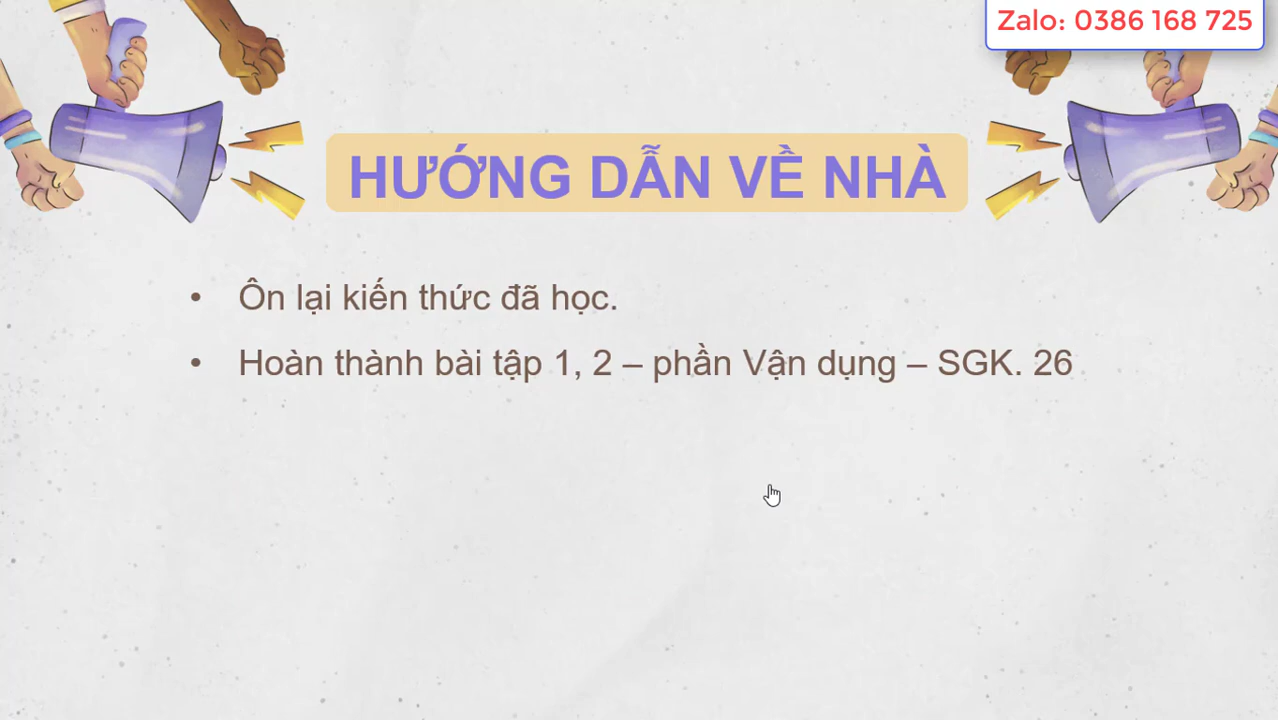 Zalo: 0386 168 725
HƯỚNG DẪN VỀ NHÀ
• Ôn lại kiến thức đã học.
• Hoàn thành bài tập 1, 2 – phần Vận dụng – SGK. 26